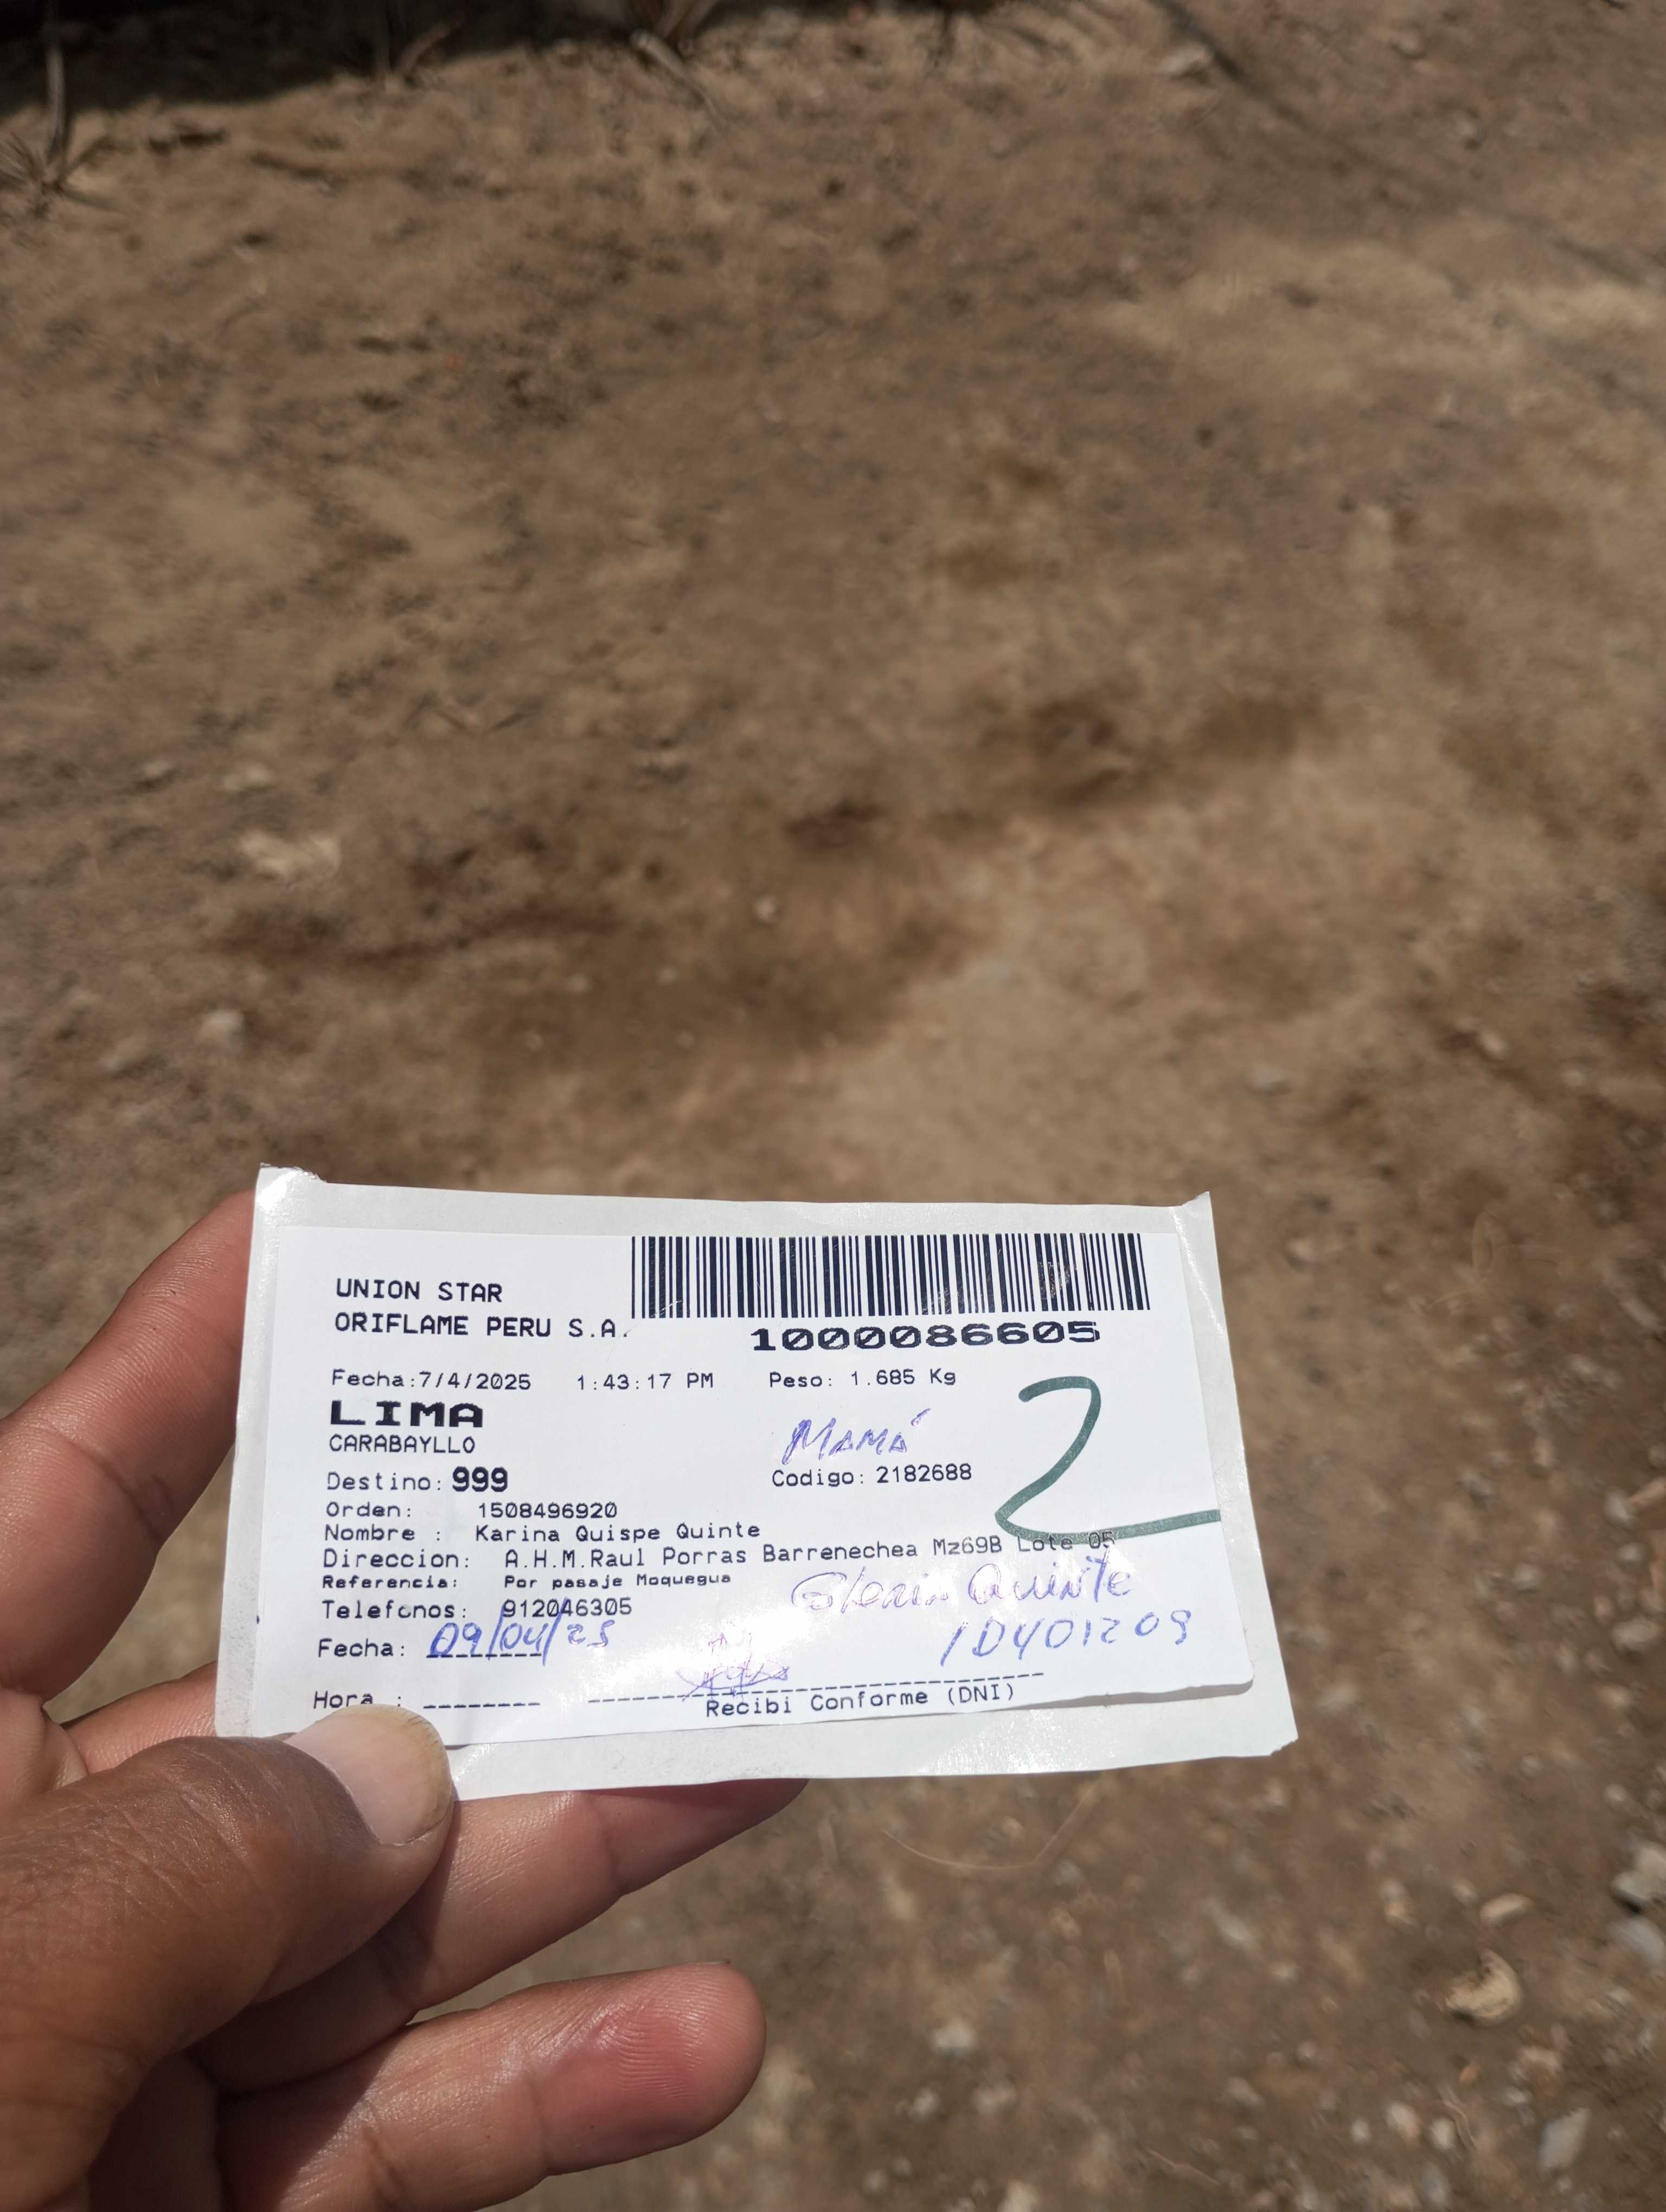 UNION STAR
ORIFLAME PERU S.A.
1000086605
Fecha:7/4/2025 1:43:17 PM Peso: 1.685 Kg
LIMA
CARABAYLLO
MAMÁ
2
Destino: 999 Codigo: 2182688
Orden: 1508496920
Nombre : Karina Quispe Quinte
Direccion: A.H.M.Raul Porras Barrenechea Mz69B Lote 05
Referencia: Por pasaje Moquegua
Quinte
Telefonos: 912046305
Fecha: 09/04/25
Hora :
Recibi Conforme (DNI)